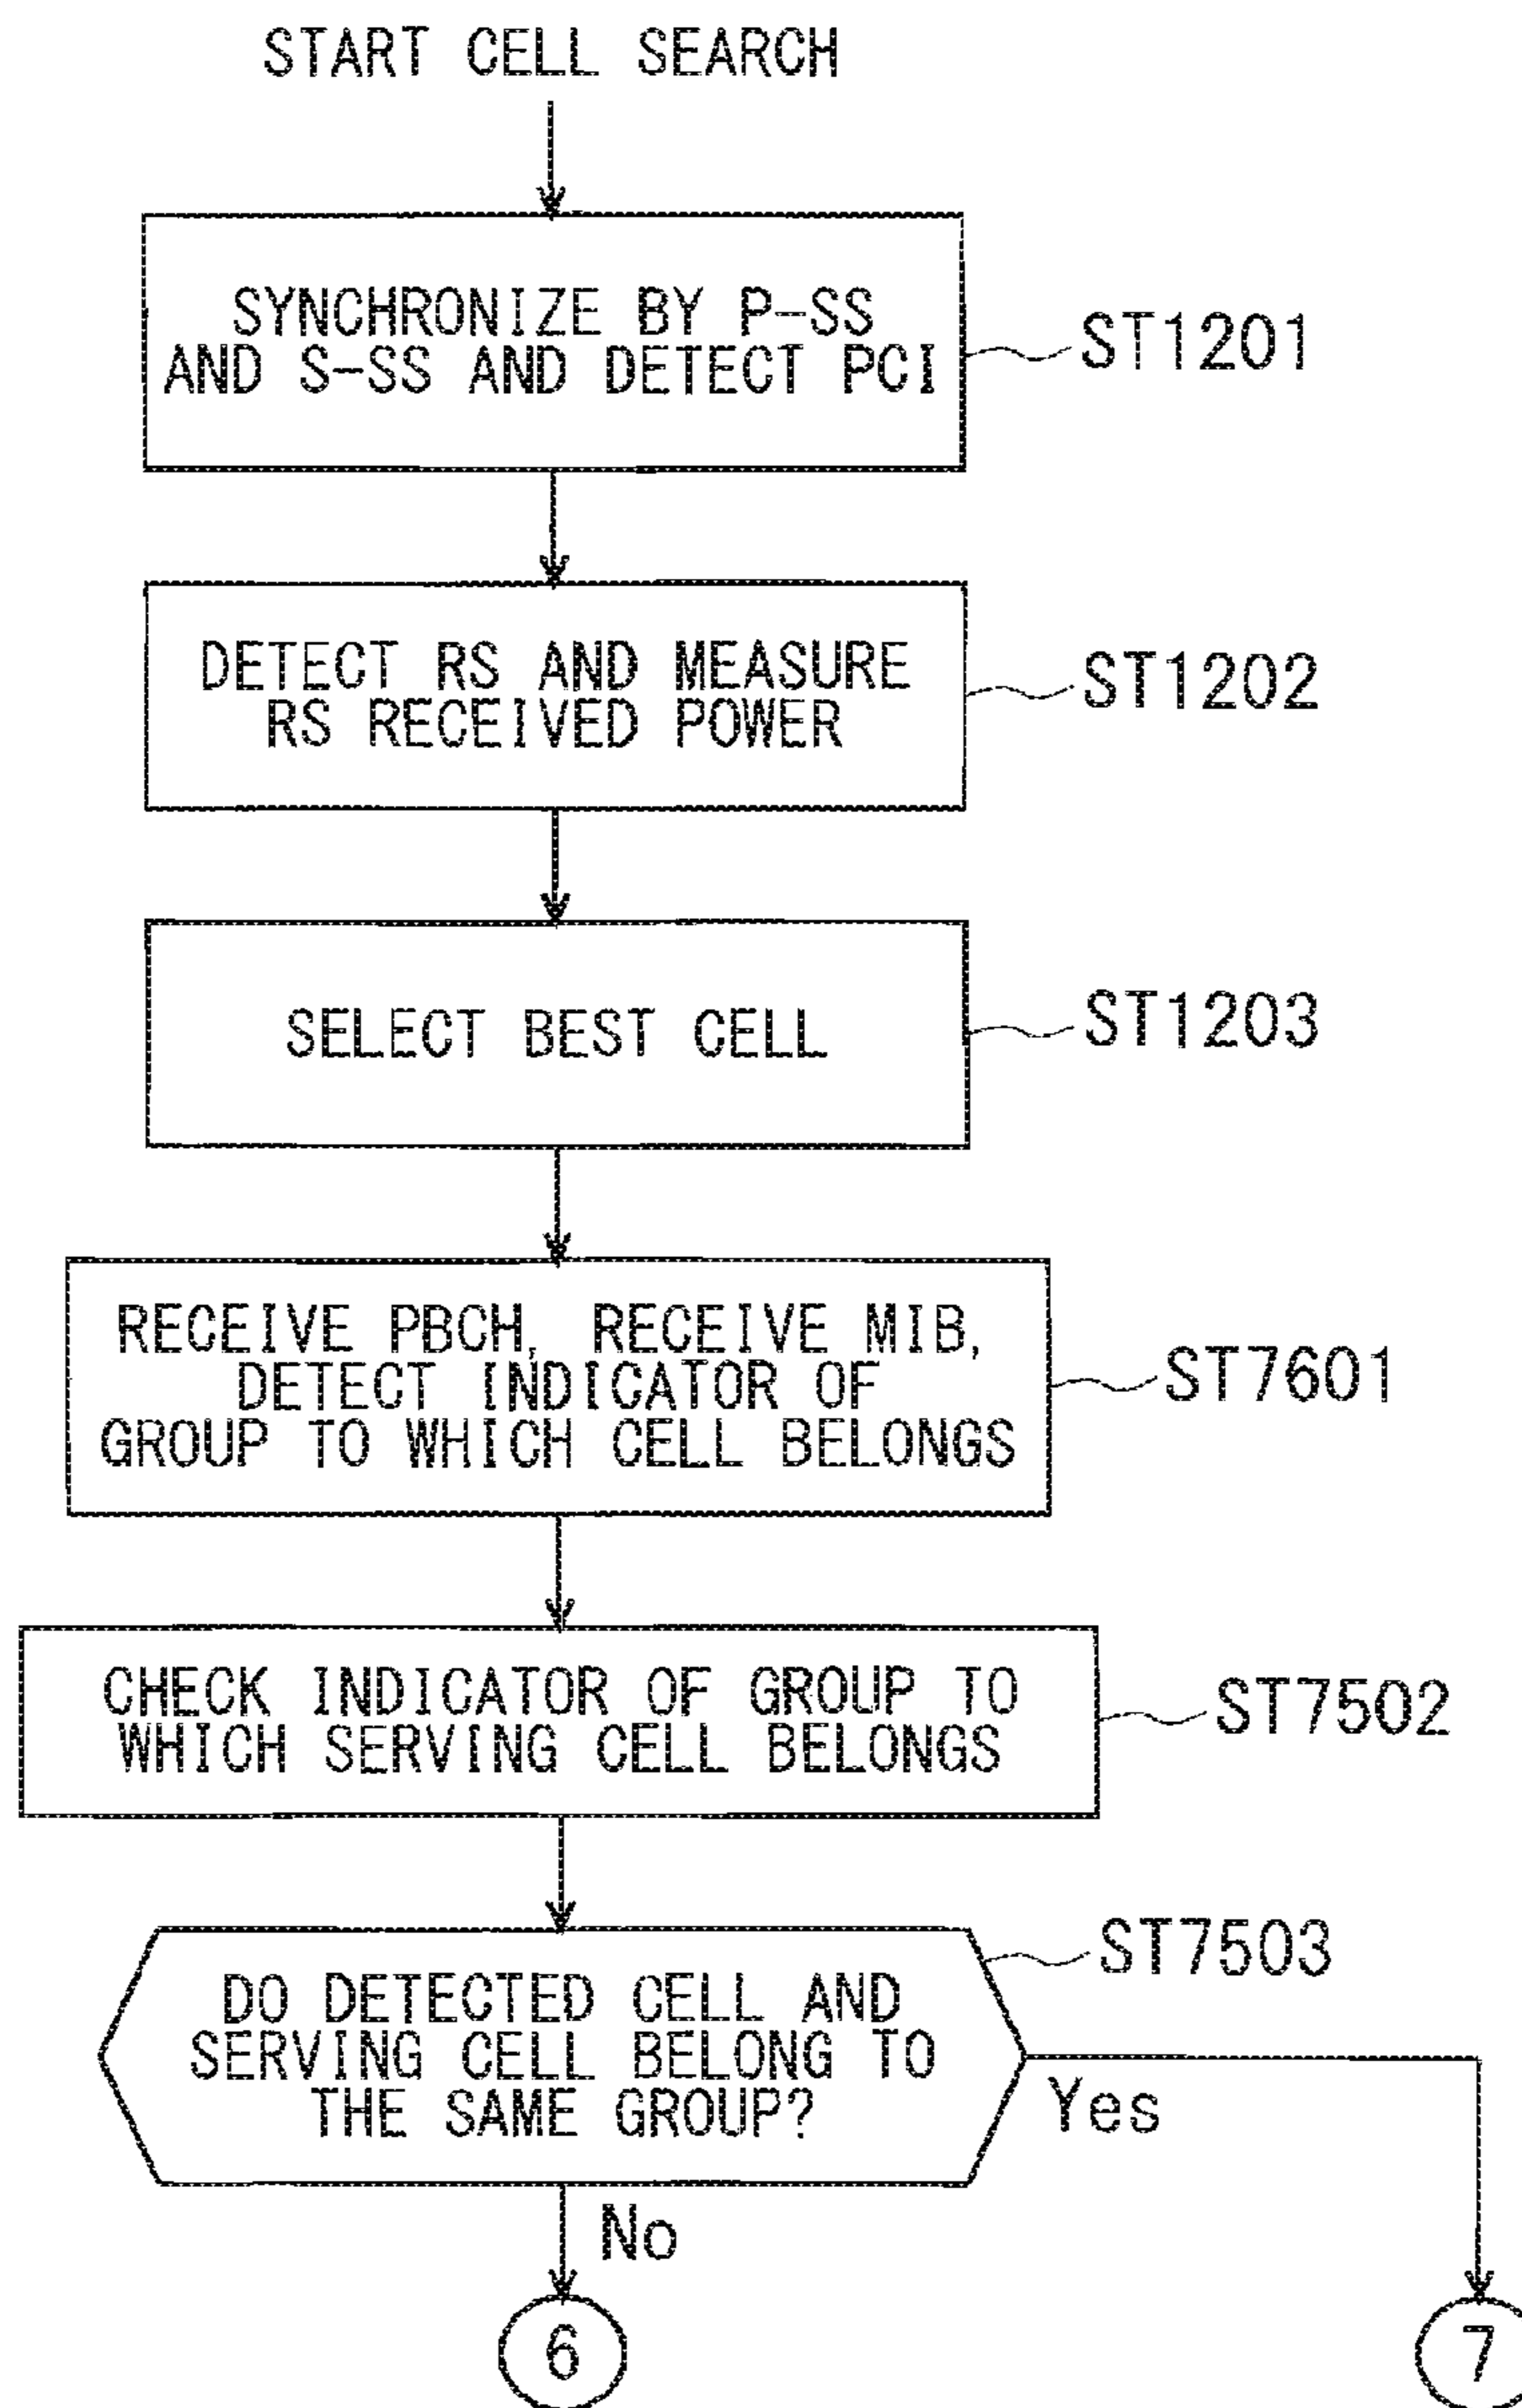 START CELL SEARCH
SYNCHRONIZE BY P-SS
AND S-SS AND DETECT PCI
ST1201
DETECT RS AND MEASURE
RS RECEIVED POWER
ST1202
SELECT BEST CELL
ST1203
RECEIVE PBCH, RECEIVE MIB,
DETECT INDICATOR OF
GROUP TO WHICH CELL BELONGS
ST7601
CHECK INDICATOR OF GROUP TO
WHICH SERVING CELL BELONGS
ST7502
DO DETECTED CELL AND
SERVING CELL BELONG TO
THE SAME GROUP?
ST7503
Yes
No
6
7